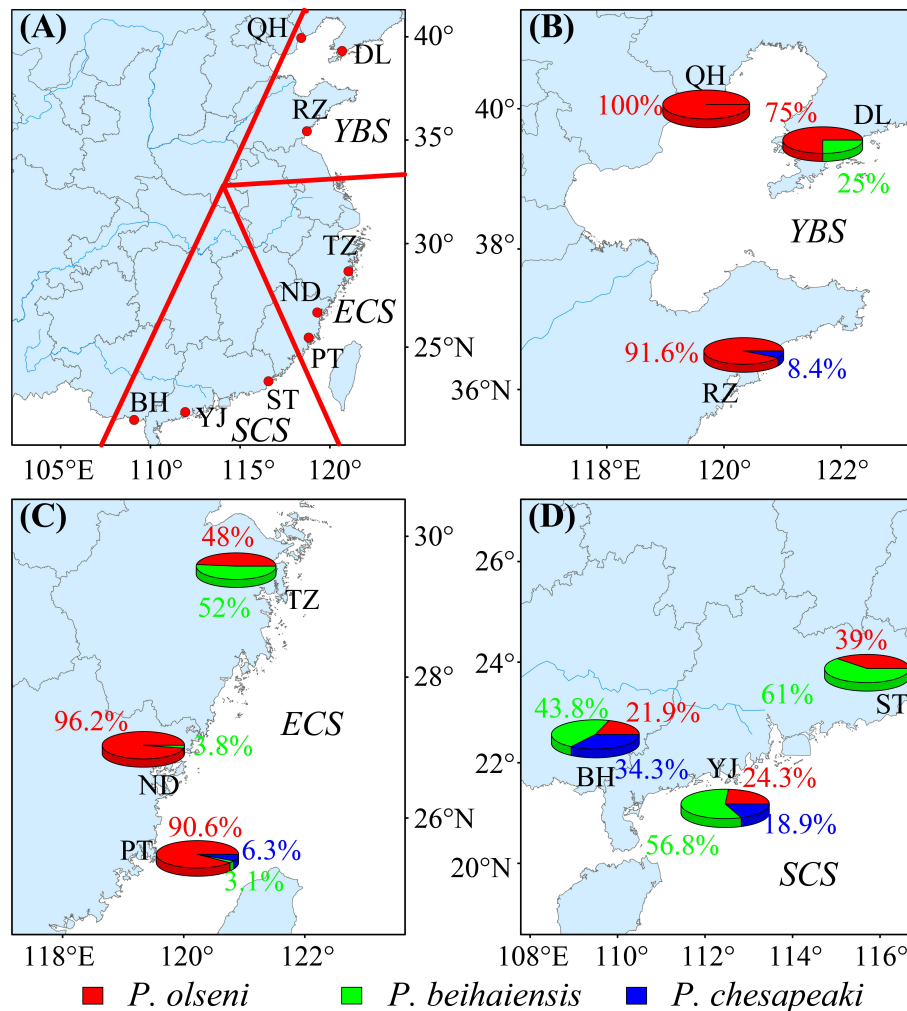 (A)
QH
DL
40°
RZ
YBS
35°
TZ
30°
ND
ECS
PT
25°N
BH
YJ
ST
SCS
105°E 110° 115° 120°
(B)
QH
100%
75%
DL
25%
40°
YBS
38°
91.6%
8.4%
RZ
36°N
118°E 120° 122°
(C)
48%
30°
52%
TZ
28°
96.2%
ECS
3.8%
ND
90.6%
26°N
PT
6.3%
3.1%
118°E 120° 122°
(D)
26°
39%
24°
61%
ST
43.8%
21.9%
22°
BH
34.3%
YJ
24.3%
18.9%
56.8%
20°N
SCS
108°E 110° 112° 114° 116°
P. olseni P. beihaiensis P. chesapeaki